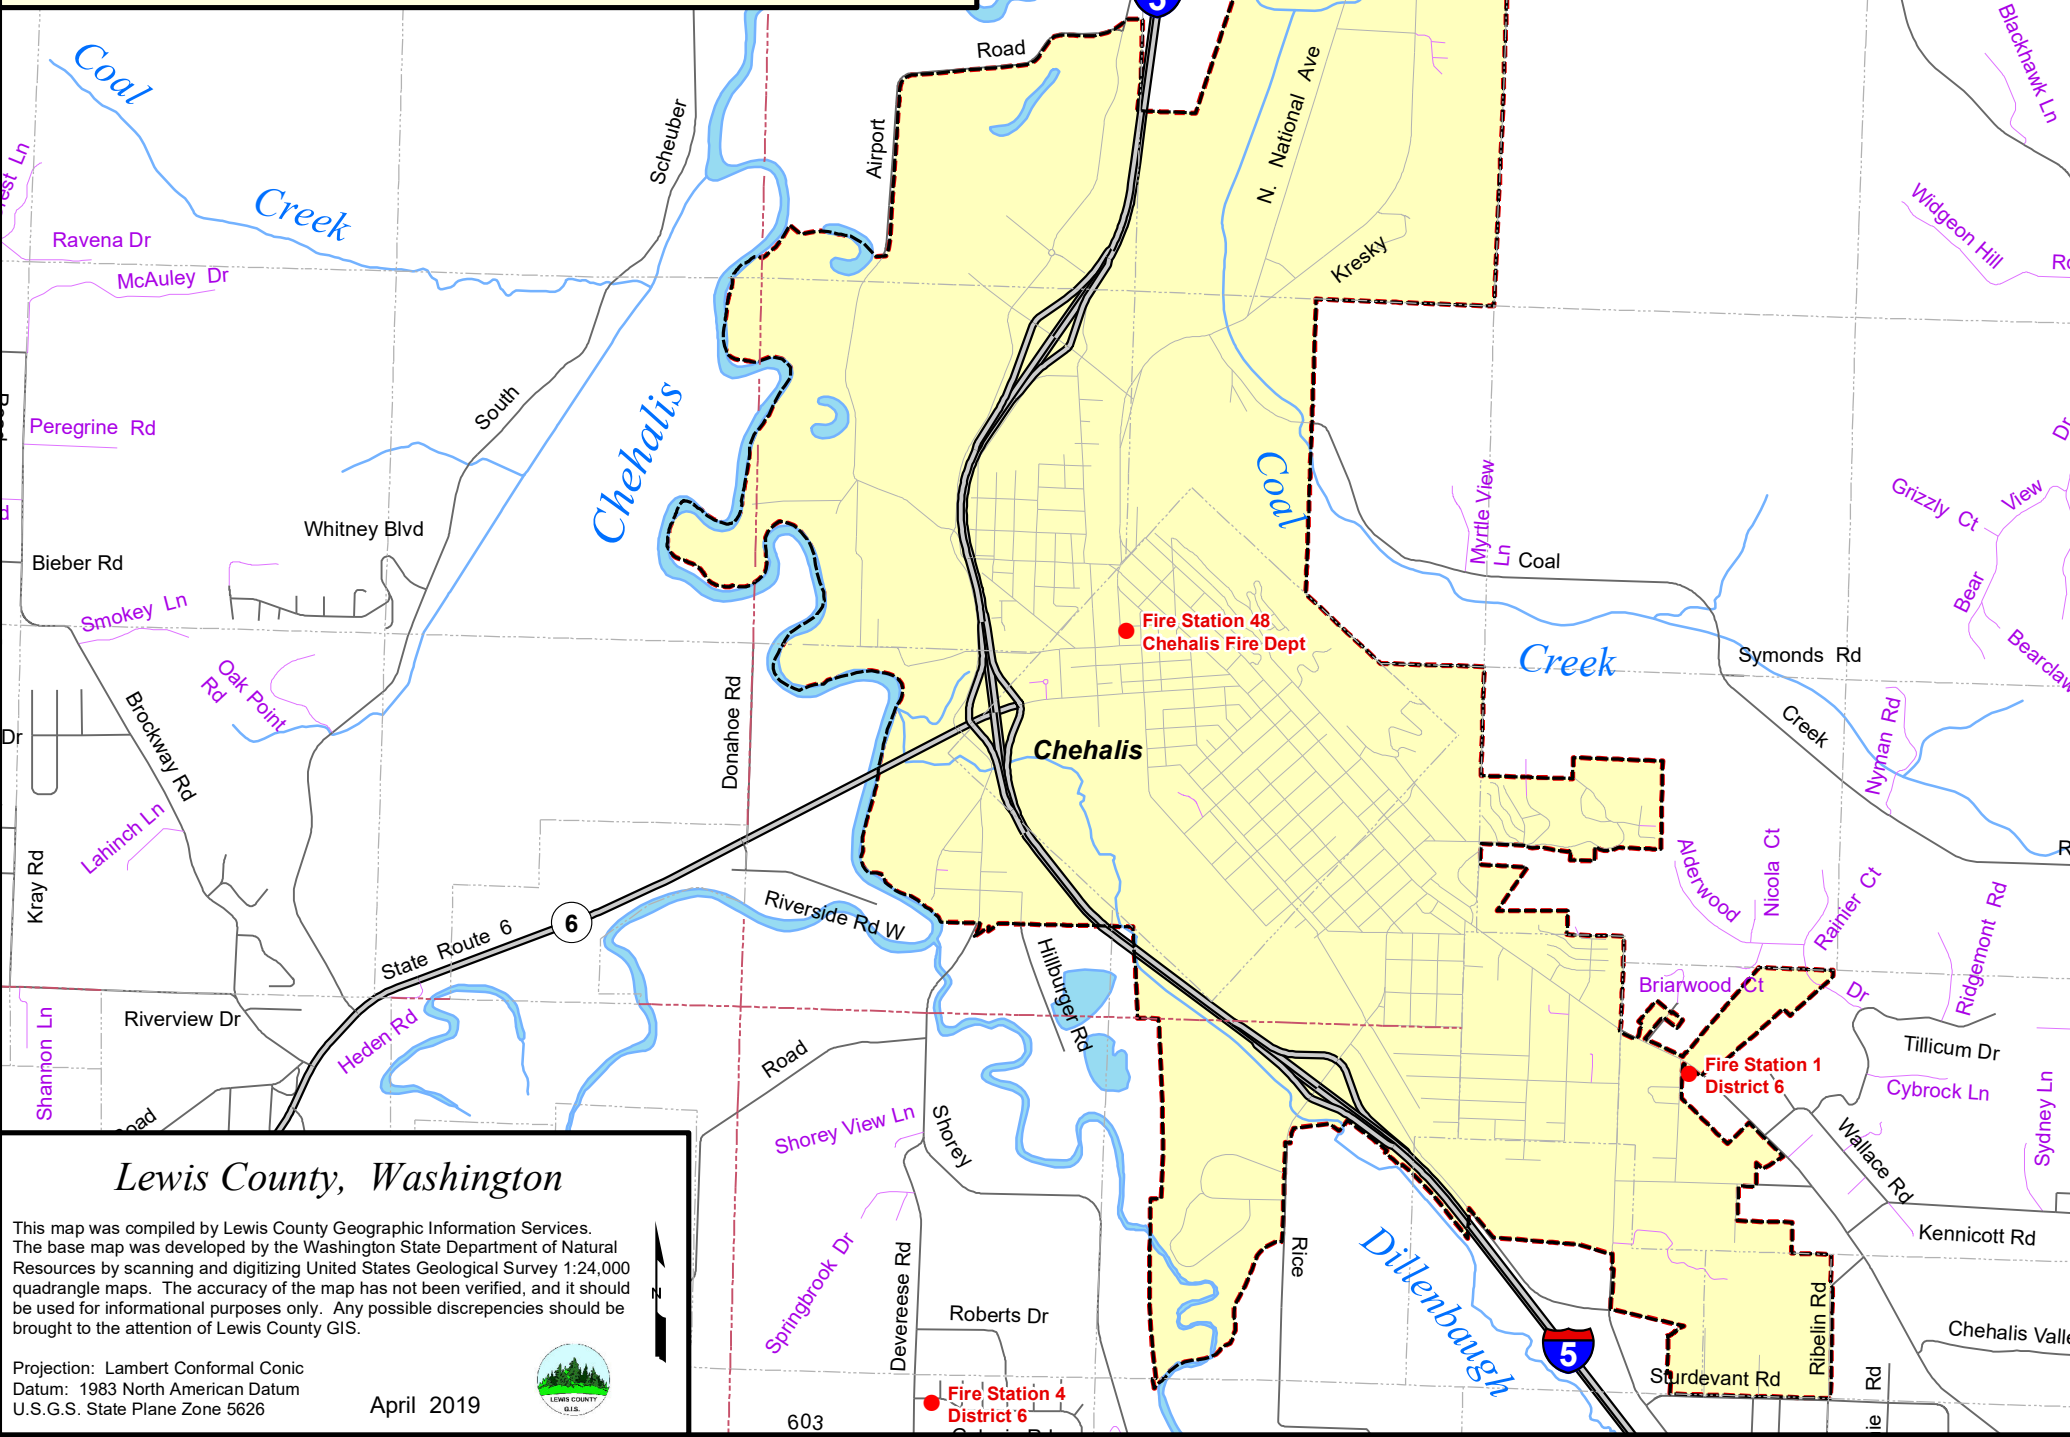 5
Road
Coal
Creek
Scheuber
Airport
N. National Ave
Kresky
Blackhawk Ln
Widgeon Hill
Ravena Dr
McAuley Dr
Peregrine Rd
South
Chehalis
Whitney Blvd
Bieber Rd
Smokey Ln
Oak Point
Rd
Brockway Rd
Dr
Lahinch Ln
Kray Rd
Donahoe Rd
Coal
Myrtle View
Ln
Coal
Grizzly Ct
View
Dr
Bear
Bearclaw
Fire Station 48
Chehalis Fire Dept
Creek
Symonds Rd
Creek
Nyman Rd
Chehalis
Alderwood
Nicola Ct
Rainier Ct
Ridgemont Rd
Briarwood Ct
Dr
Tillicum Dr
Fire Station 1
District 6
Cybrock Ln
Sydney Ln
Wallace Rd
Kennicott Rd
State Route 6
6
Riverside Rd W
Hillburger Rd
Riverview Dr
Heden Rd
Shannon Ln
Road
Road
Shorey View Ln
Shorey
Springbrook Dr
Devereese Rd
Roberts Dr
Rice
Dillenbaugh
5
Ribelin Rd
Sturdevant Rd
Chehalis Valle
Rd
Fire Station 4
District 6
603
Lewis County, Washington
This map was compiled by Lewis County Geographic Information Services.
The base map was developed by the Washington State Department of Natural
Resources by scanning and digitizing United States Geological Survey 1:24,000
quadrangle maps. The accuracy of the map has not been verified, and it should
be used for informational purposes only. Any possible discrepencies should be
brought to the attention of Lewis County GIS.
Projection: Lambert Conformal Conic
Datum: 1983 North American Datum
U.S.G.S. State Plane Zone 5626
April 2019
N
LEWIS COUNTY
G.I.S.